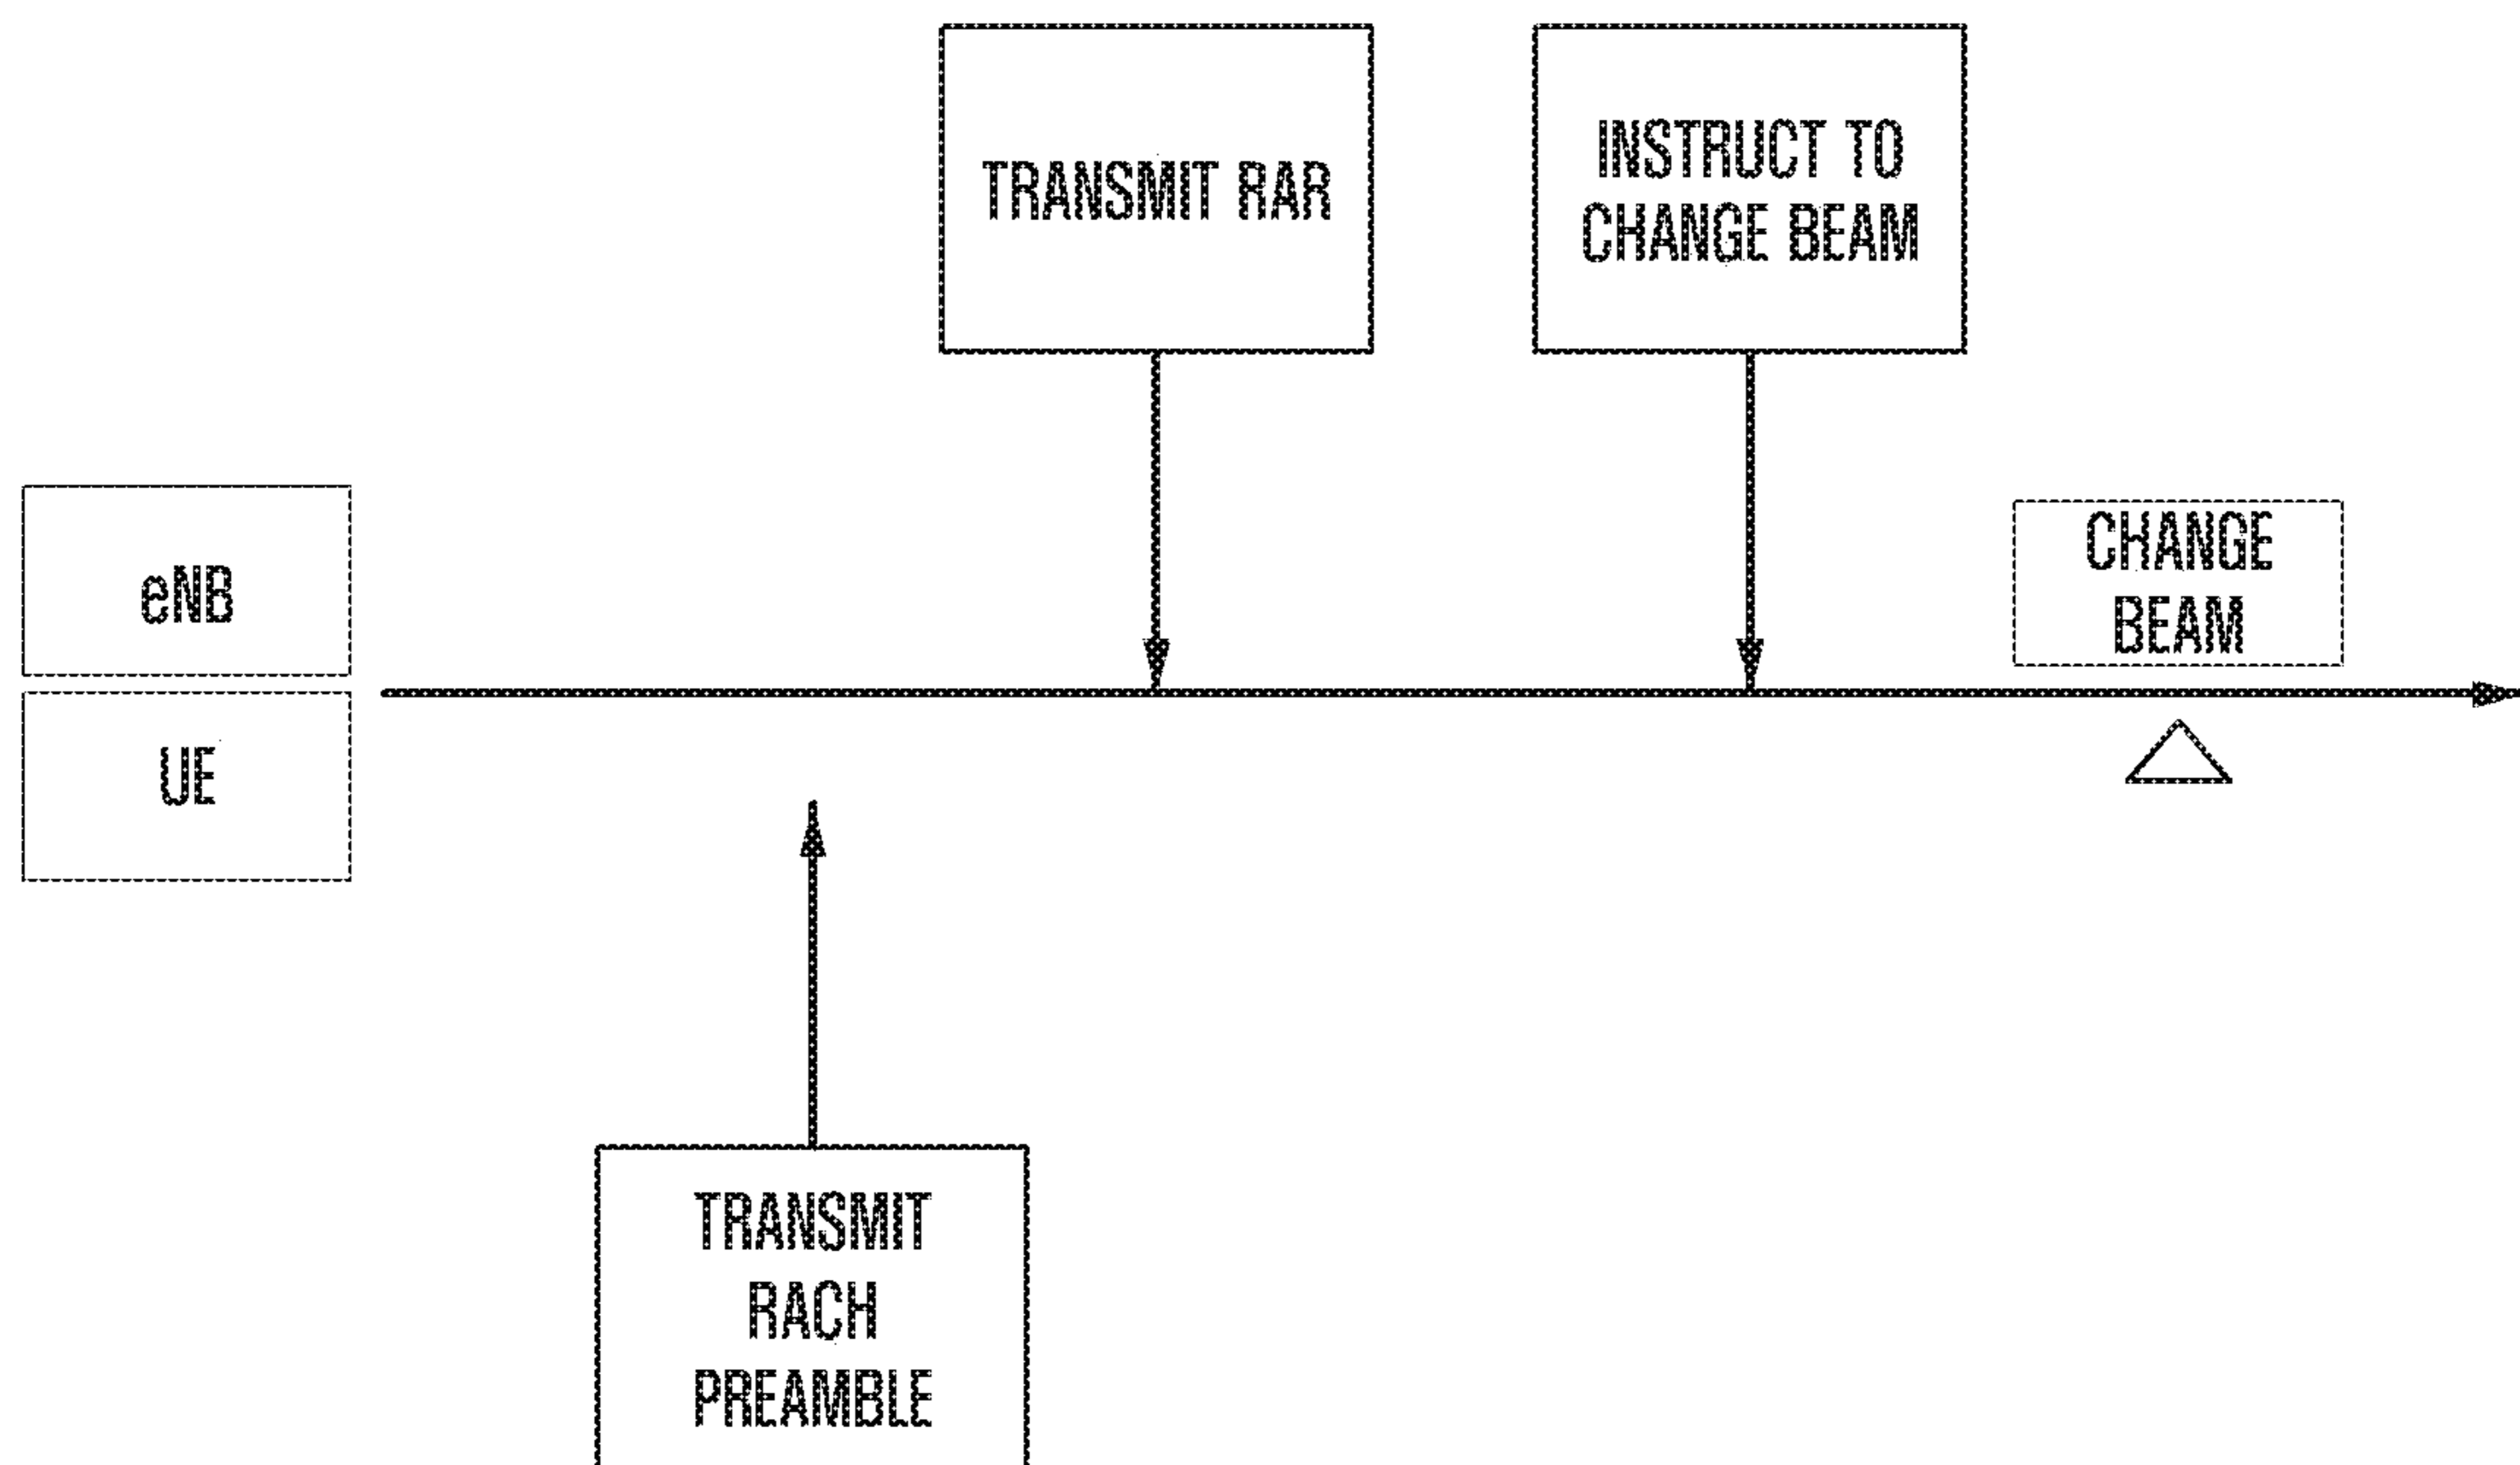 TRANSMIT RAR
INSTRUCT TO
CHANGE BEAM
eNB
CHANGE
BEAM
UE
TRANSMIT
RACH
PREAMBLE